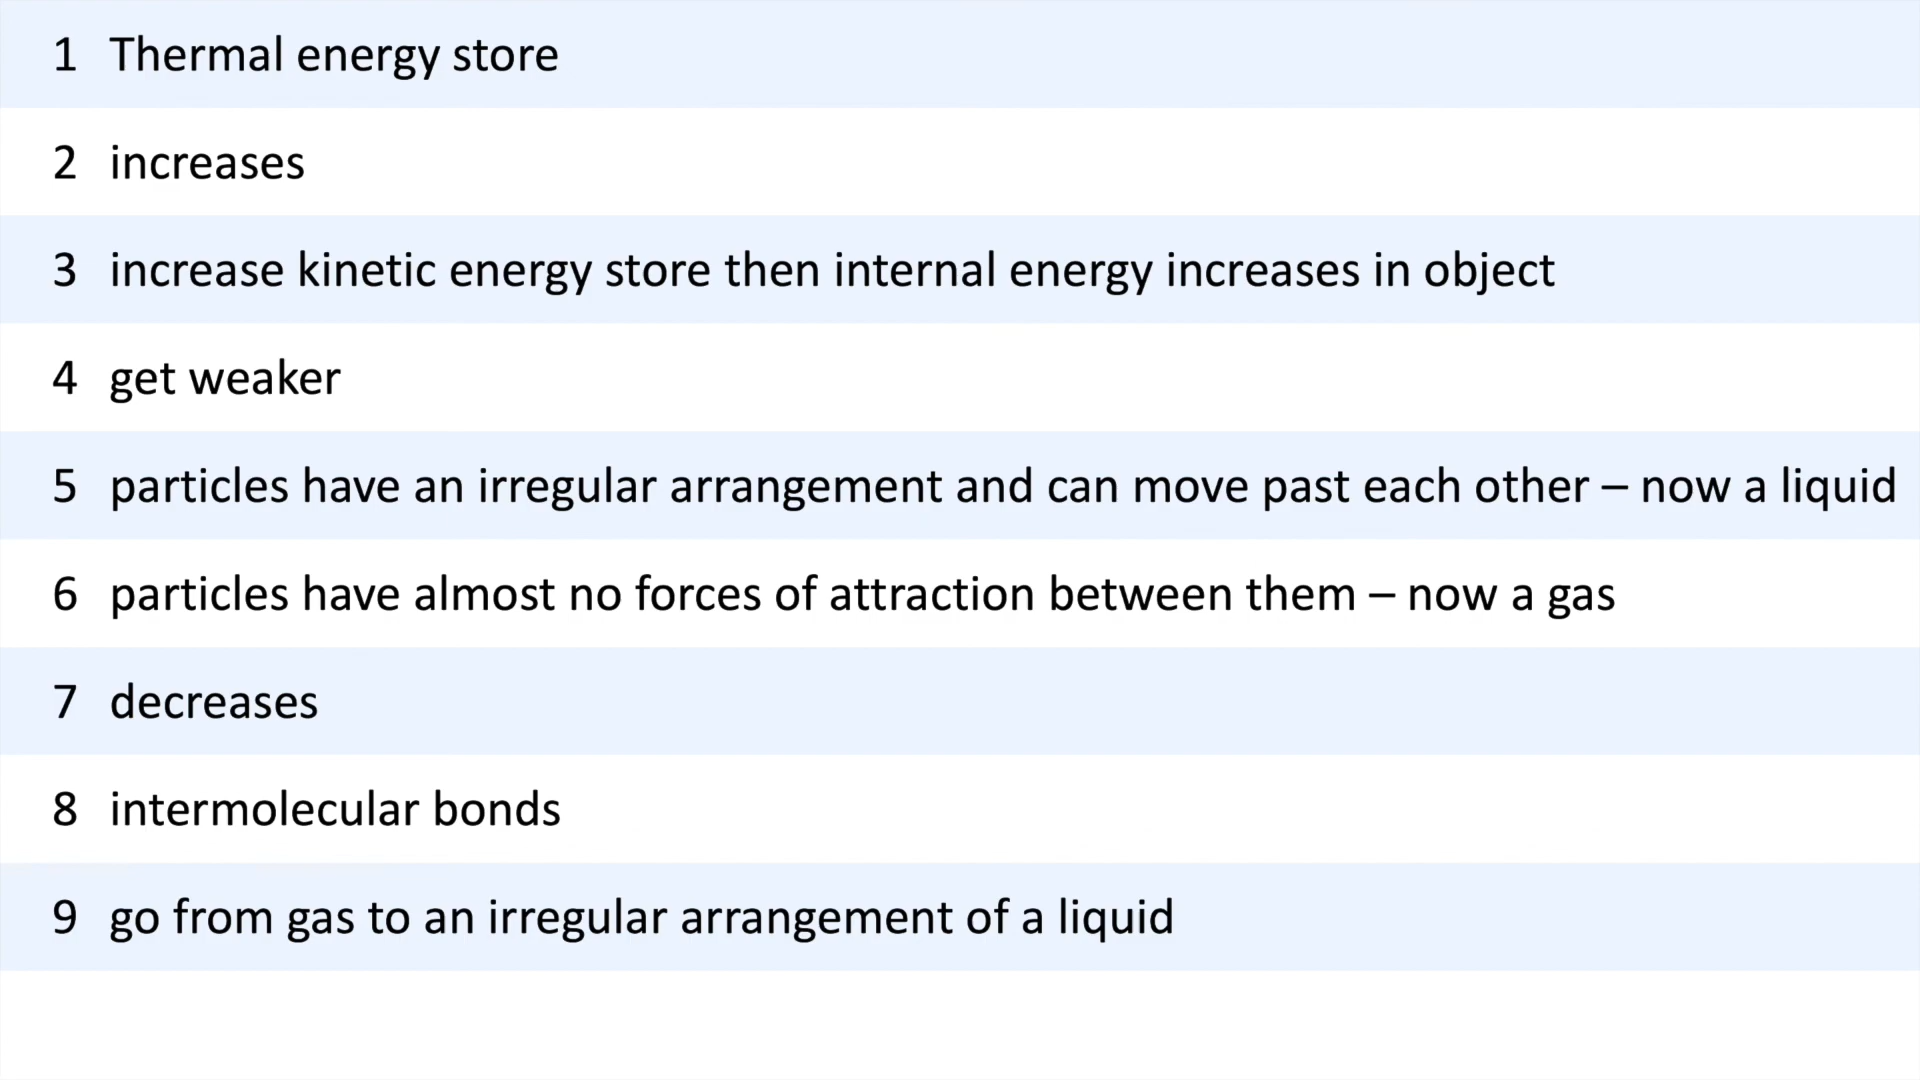 1 Thermal energy store
2 increases
3 increase kinetic energy store then internal energy increases in object
4 get weaker
5 particles have an irregular arrangement and can move past each other – now a liquid
6 particles have almost no forces of attraction between them – now a gas
7 decreases
8 intermolecular bonds
9 go from gas to an irregular arrangement of a liquid